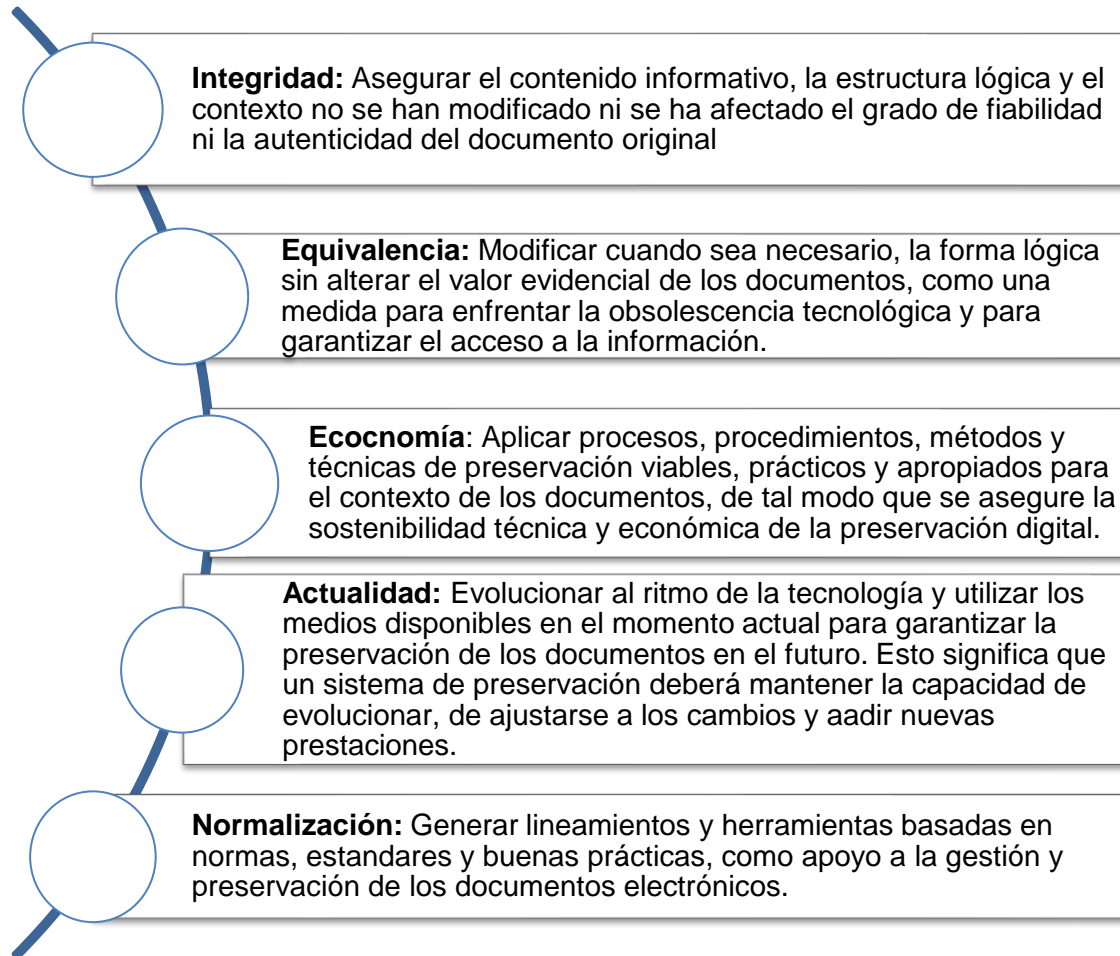 Integridad: Asegurar el contenido informativo, la estructura lógica y el
contexto no se han modificado ni se ha afectado el grado de fiabilidad
ni la autenticidad del documento original
Equivalencia: Modificar cuando sea necesario, la forma lógica
sin alterar el valor evidencial de los documentos, como una
medida para enfrentar la obsolescencia tecnológica y para
garantizar el acceso a la información.
Ecocnomía: Aplicar procesos, procedimientos, métodos y
técnicas de preservación viables, prácticos y apropiados para
el contexto de los documentos, de tal modo que se asegure la
sostenibilidad técnica y económica de la preservación digital.
Actualidad: Evolucionar al ritmo de la tecnología y utilizar los
medios disponibles en el momento actual para garantizar la
preservación de los documentos en el futuro. Esto significa que
un sistema de preservación deberá mantener la capacidad de
evolucionar, de ajustarse a los cambios y aadir nuevas
prestaciones.
Normalización: Generar lineamientos y herramientas basadas en
normas, estandares y buenas prácticas, como apoyo a la gestión y
preservación de los documentos electrónicos.